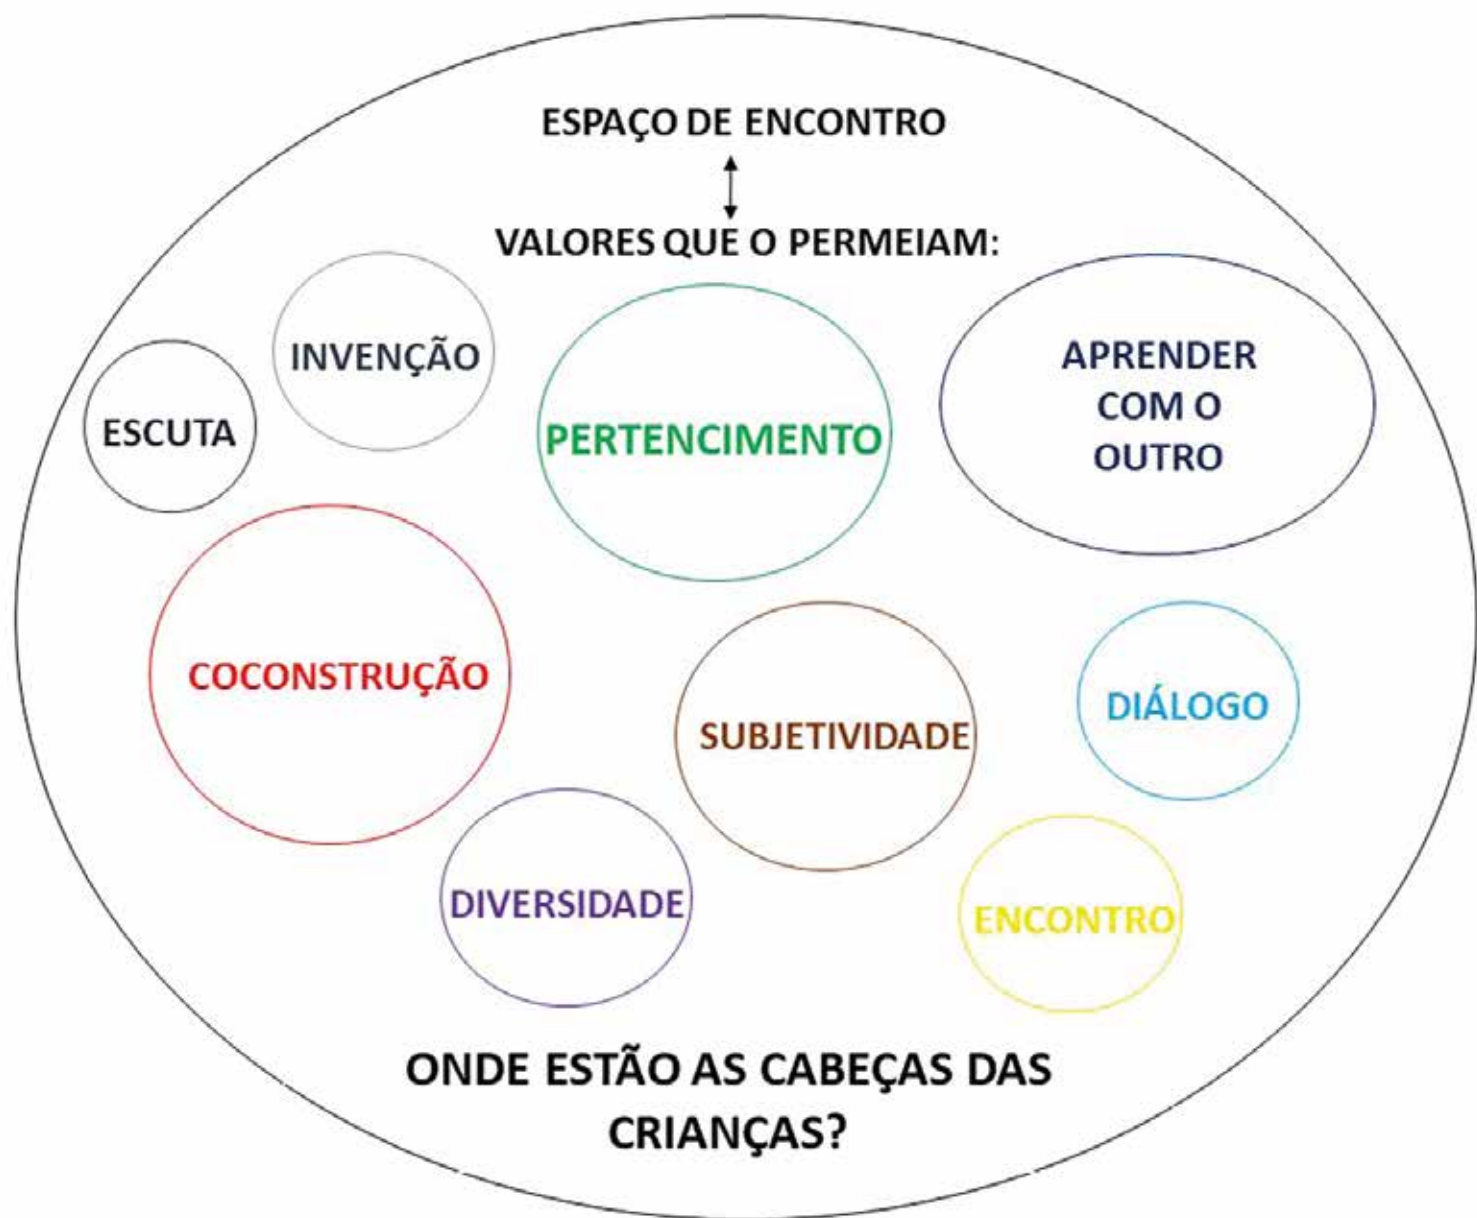 ESPAÇO DE ENCONTRO
VALORES QUE O PERMEIAM:
INVENÇÃO
ESCUTA
PERTENCIMENTO
APRENDER
COM O
OUTRO
COCONSTRUÇÃO
SUBJETIVIDADE
DIÁLOGO
DIVERSIDADE
ENCONTRO
ONDE ESTÃO AS CABEÇAS DAS
CRIANÇAS?